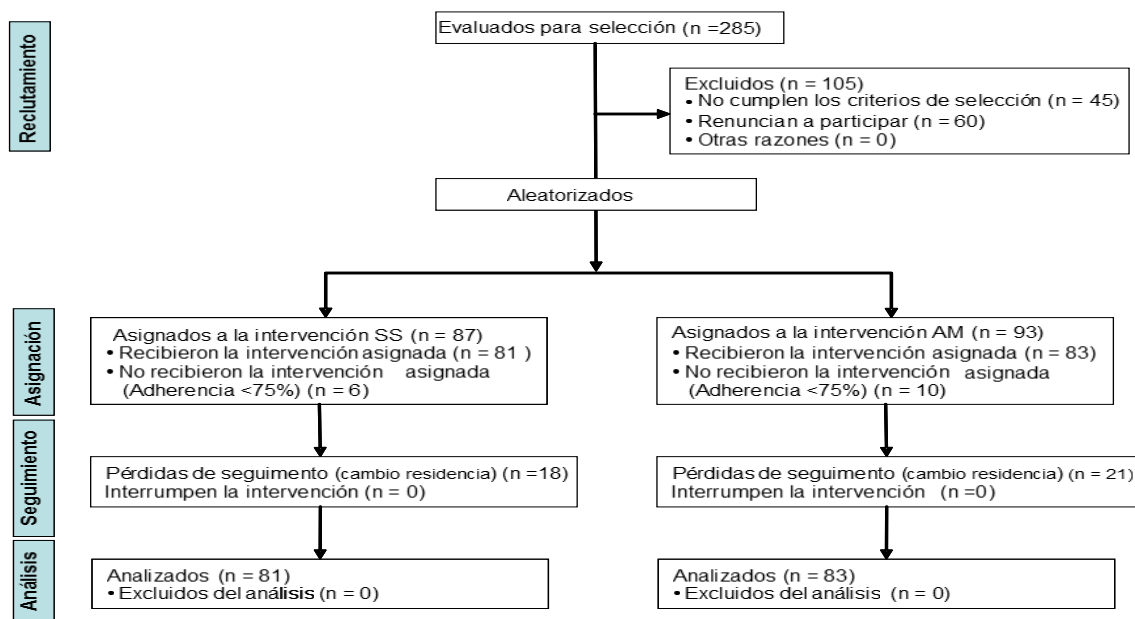 Reclutamiento
Evaluados para selección (n =285)
Excluidos (n = 105)
• No cumplen los criterios de selección (n = 45)
• Renuncian a participar (n = 60)
• Otras razones (n = 0)
Aleatorizados
Asignación
Asignados a la intervención SS (n = 87)
• Recibieron la intervención asignada (n = 81 )
• No recibieron la intervención asignada
(Adherencia <75%) (n = 6)
Asignados a la intervención AM (n = 93)
• Recibieron la intervención asignada (n = 83)
• No recibieron la intervención asignada
(Adherencia <75%) (n = 10)
Seguimiento
Pérdidas de seguimento (cambio residencia) (n =18)
Interrumpen la intervención (n = 0)
Pérdidas de seguimento (cambio residencia) (n = 21)
Interrumpen la intervención (n =0)
Análisis
Analizados (n = 81)
• Excluidos del análisis (n = 0)
Analizados (n = 83)
• Excluidos del análisis (n = 0)